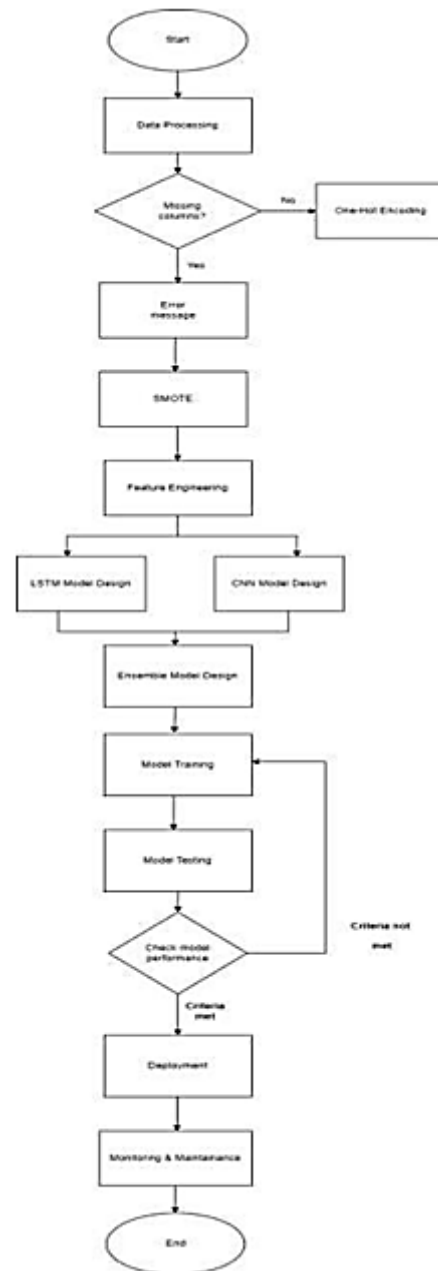 Start
Data Processing
Missing
columns?
No
One-Hot Encoding
Yes
Error
message
SMOTE
Feature Engineering
LSTM Model Design
CNN Model Design
Ensemble Model Design
Model Training
Model Testing
Check model
performance
Criteria not
met
Criteria
met
Deployment
Monitoring & Maintainance
End